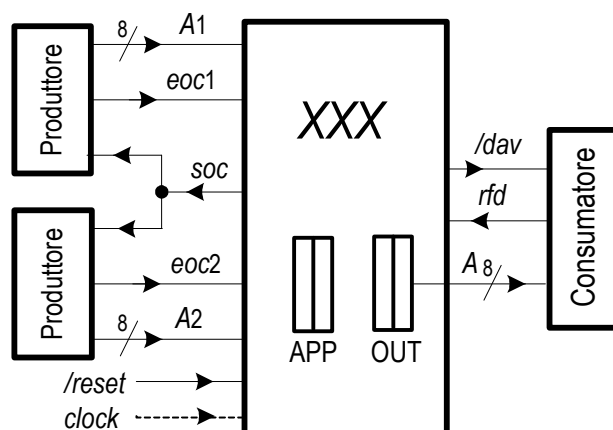 Produttore
8
A1
eoc1
soc
Produttore
eoc2
8
A2
/reset
clock
XXX
APP
OUT
/dav
rfd
A
8
Consumatore